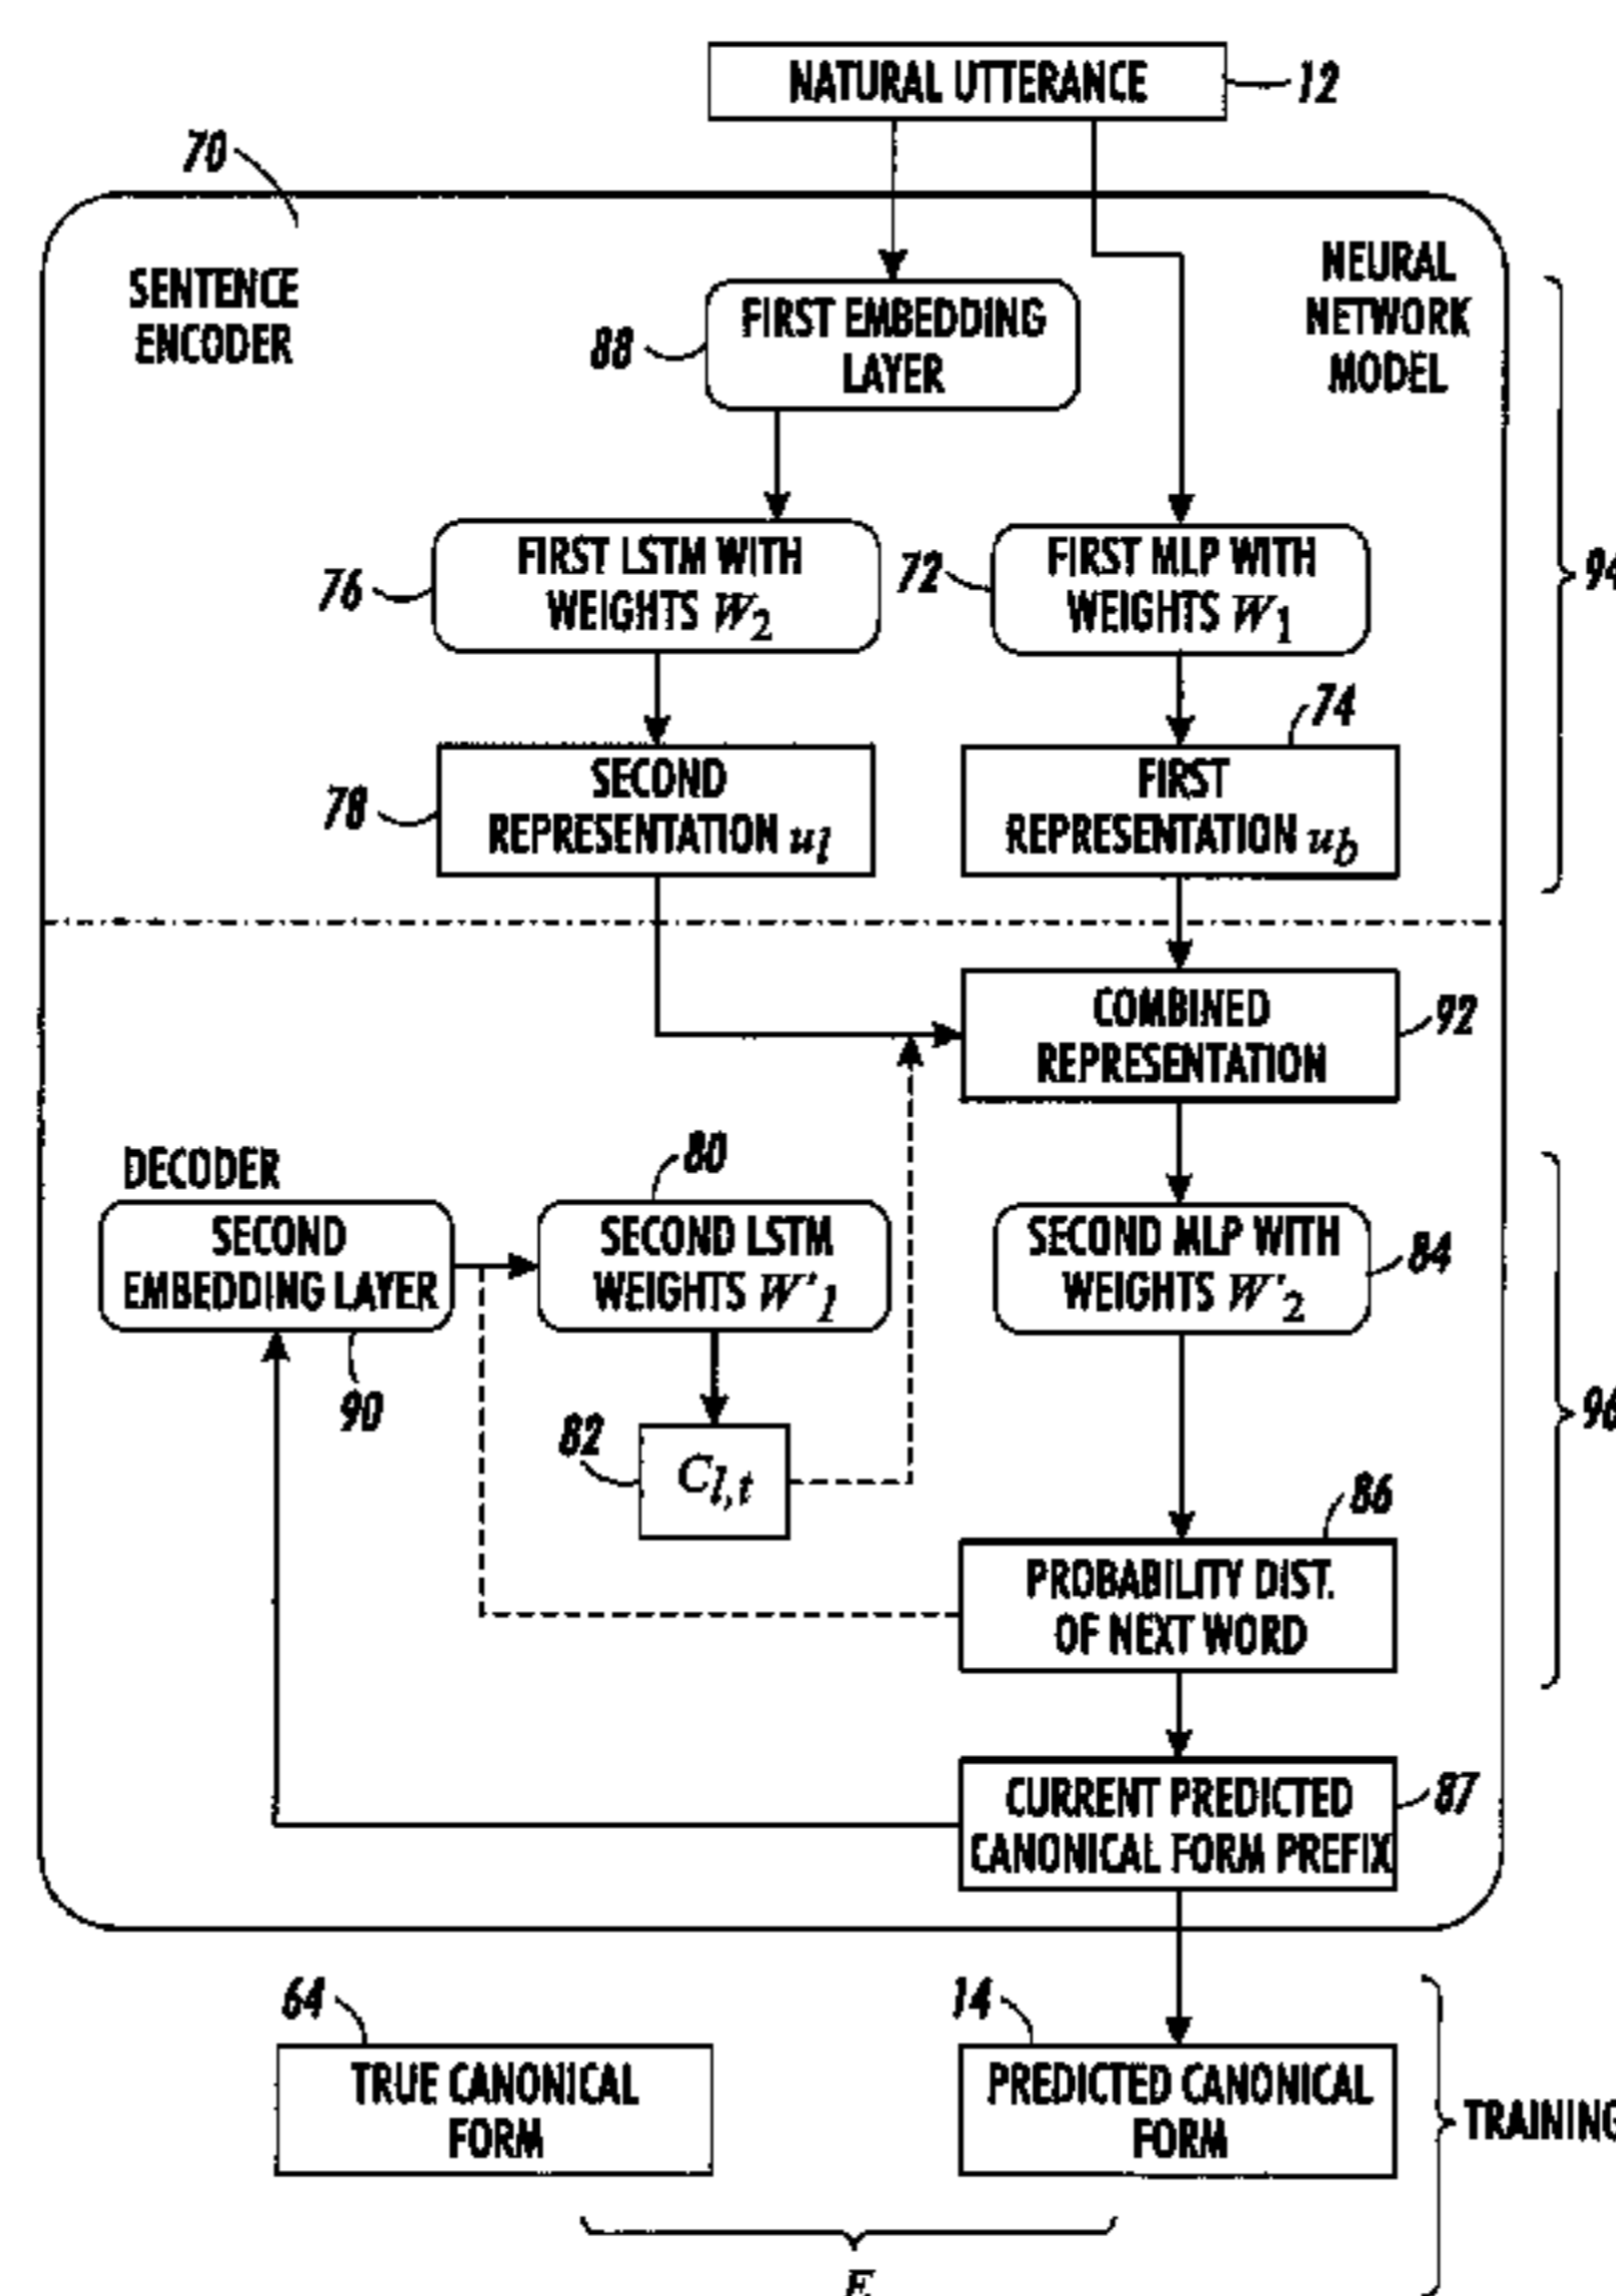 NATURAL UTTERANCE
12
70
SENTENCE
ENCODER
NEURAL
NETWORK
MODEL
FIRST EMBEDDING
LAYER
88
94
FIRST LSTM WITH
WEIGHTS W2
76
FIRST MLP WITH
WEIGHTS W1
72
74
SECOND
REPRESENTATION ul
78
FIRST
REPRESENTATION ub
COMBINED
REPRESENTATION
92
DECODER
80
SECOND
EMBEDDING LAYER
90
SECOND LSTM
WEIGHTS W'1
SECOND MLP WITH
WEIGHTS W'2
84
96
82
Cl,t
86
PROBABILITY DIST.
OF NEXT WORD
CURRENT PREDICTED
CANONICAL FORM PREFIX
87
64
14
TRUE CANONICAL
FORM
PREDICTED CANONICAL
FORM
TRAINING
E